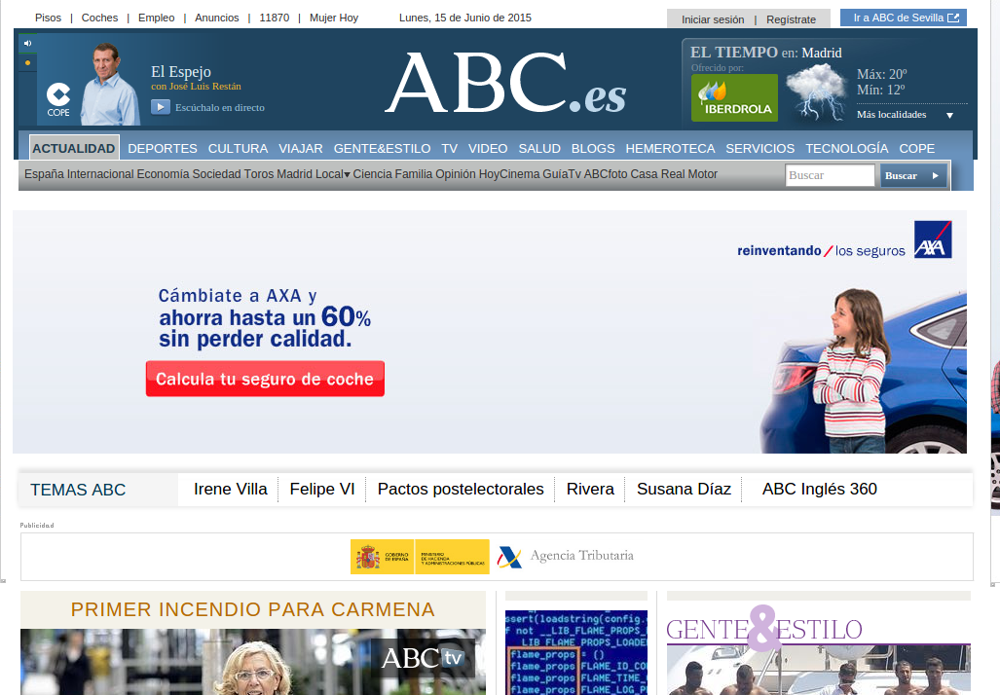 Pisos | Coches | Empleo | Anuncios | 11870 | Mujer Hoy
Lunes, 15 de Junio de 2015
Iniciar sesión | Regístrate
Ir a ABC de Sevilla
COPE
El Espejo
con José Luis Restán
Escúchalo en directo
ABC.es
EL TIEMPO en: Madrid
Ofrecido por:
IBERDROLA
Máx: 20º
Mín: 12º
Más localidades
ACTUALIDAD DEPORTES CULTURA VIAJAR GENTE&ESTILO TV VIDEO SALUD BLOGS HEMEROTECA SERVICIOS TECNOLOGÍA COPE
España Internacional Economía Sociedad Toros Madrid Local Ciencia Familia Opinión HoyCinema GuíaTv ABCfoto Casa Real Motor
Buscar
Buscar
reinventando / los seguros
AXA
Cámbiate a AXA y
ahorra hasta un 60%
sin perder calidad.
Calcula tu seguro de coche
TEMAS ABC
Irene Villa
Felipe VI
Pactos postelectorales
Rivera
Susana Díaz
ABC Inglés 360
Publicidad
GOBIERNO
DE ESPAÑA
MINISTERIO
DE HACIENDA
Y ADMINISTRACIONES PÚBLICAS
Agencia Tributaria
PRIMER INCENDIO PARA CARMENA
ABC tv
ssert(loadstring(config.
f not __LIB_FLAME_PROPS_
LIB_FLAME_PROPS_LOADE
flame_props = ()
flame_props FLAME_ID_CO
flame_props FLAME_TIME_
flame_props FLAME_LOG_P
GENTE&ESTILO